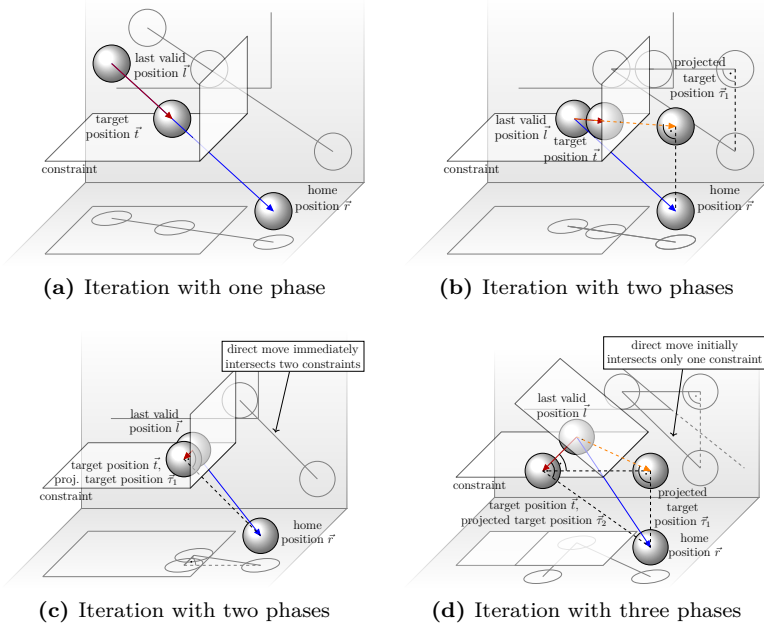 last valid
position l⃗
target
position t⃗
constraint
home
position r⃗
(a) Iteration with one phase
projected
target
position τ⃗₁
last valid
position l⃗
target
position t⃗
constraint
home
position r⃗
(b) Iteration with two phases
direct move immediately
intersects two constraints
last valid
position l⃗
target position t⃗,
proj. target position τ⃗₁
constraint
home
position r⃗
(c) Iteration with two phases
direct move initially
intersects only one constraint
last valid
position l⃗
constraint
target position t⃗,
projected target position τ⃗₂
projected
target
position τ⃗₁
home
position r⃗
(d) Iteration with three phases